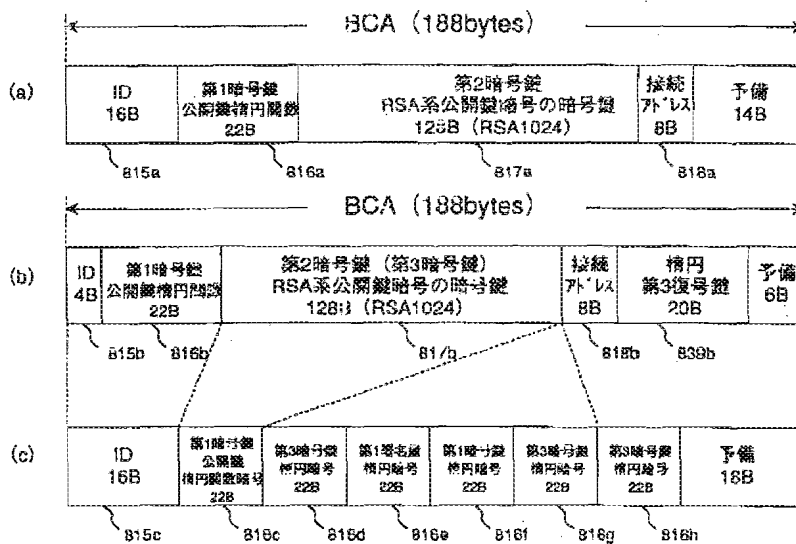 BCA (188bytes)
(a)
ID
16B
第1暗号鍵
公開鍵楕円関数
22B
第2暗号鍵
RSA系公開鍵暗号の暗号鍵
128B (RSA1024)
接続
アドレス
8B
予備
14B
815a
816a
817a
818a
BCA (188bytes)
(b)
ID
4B
第1暗号鍵
公開鍵楕円関数
22B
第2暗号鍵 (第3暗号鍵)
RSA系公開鍵暗号の暗号鍵
128B (RSA1024)
接続
アドレス
8B
楕円
第3復号鍵
20B
予備
6B
815b
816b
817b
818b
839b
(c)
ID
16B
第1暗号鍵
公開鍵
楕円関数暗号
22B
第3暗号鍵
楕円暗号
22B
第1署名鍵
楕円暗号
22B
第1暗号鍵
楕円暗号
22B
第3暗号鍵
楕円暗号
22B
第3暗号鍵
楕円暗号
22B
予備
815c
816c
816d
816e
816f
816g
816h